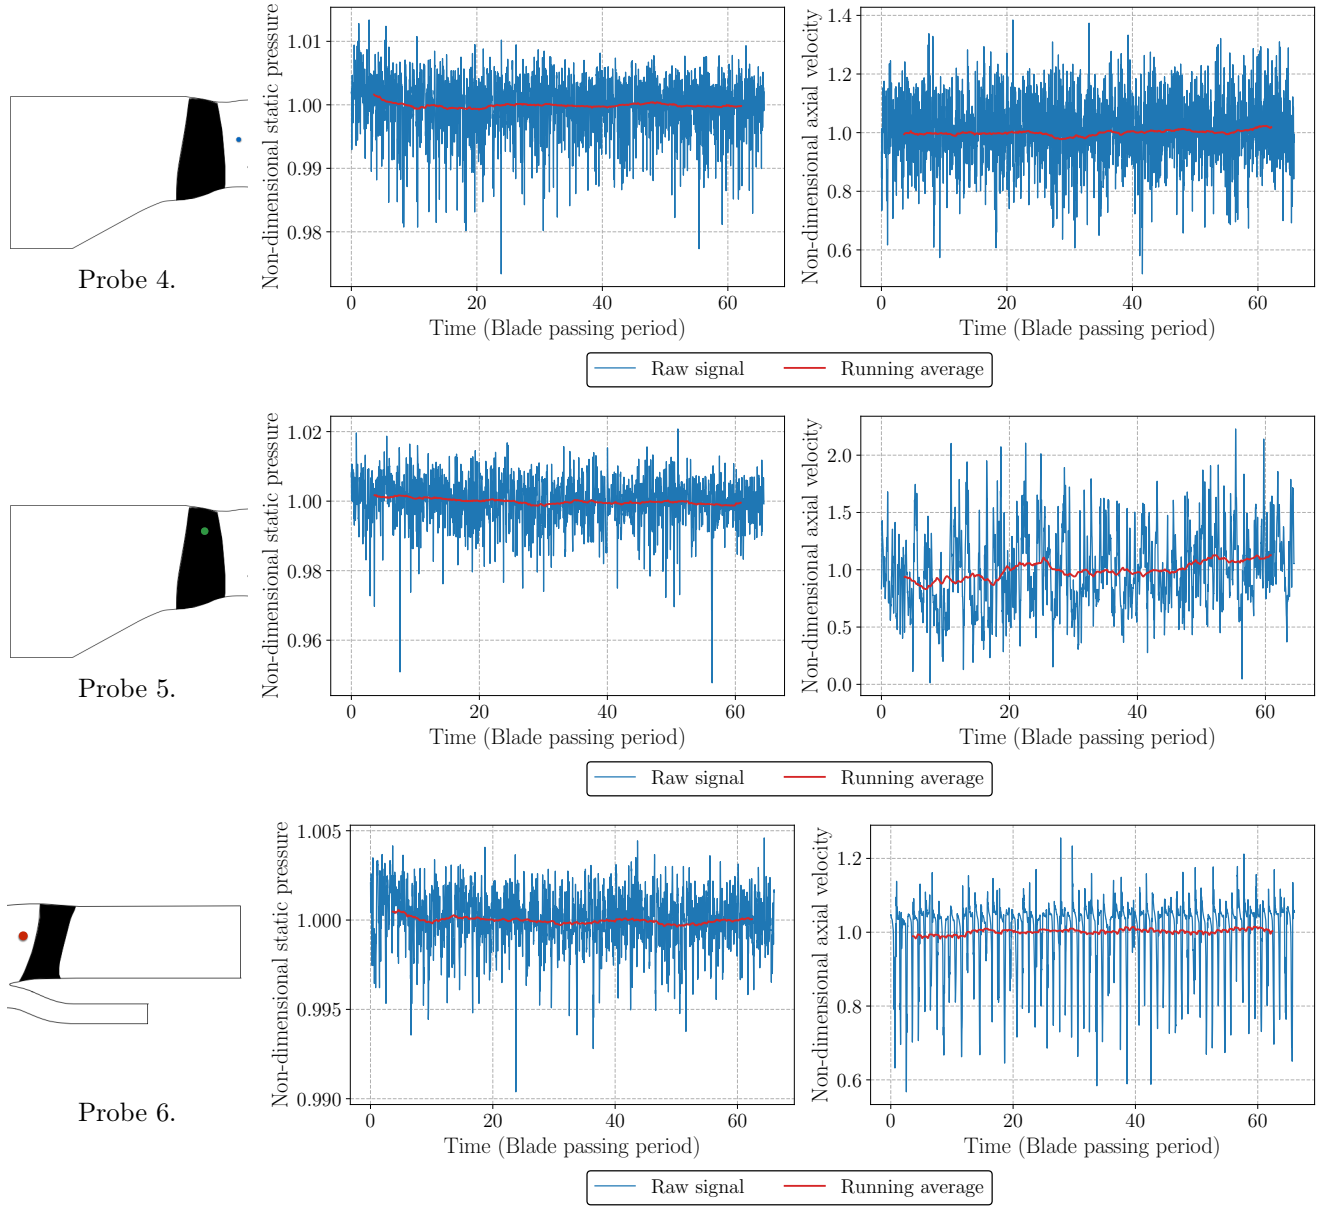 Non-dimensional static pressure
1.01
1.00
0.99
0.98
0 20 40 60
Time (Blade passing period)
Non-dimensional axial velocity
1.4
1.2
1.0
0.8
0.6
0 20 40 60
Time (Blade passing period)
Probe 4.
Raw signal Running average
Non-dimensional static pressure
1.02
1.00
0.98
0.96
0 20 40 60
Time (Blade passing period)
Non-dimensional axial velocity
2.0
1.5
1.0
0.5
0.0
0 20 40 60
Time (Blade passing period)
Probe 5.
Raw signal Running average
Non-dimensional static pressure
1.005
1.000
0.995
0.990
0 20 40 60
Time (Blade passing period)
Non-dimensional axial velocity
1.2
1.0
0.8
0.6
0 20 40 60
Time (Blade passing period)
Probe 6.
Raw signal Running average